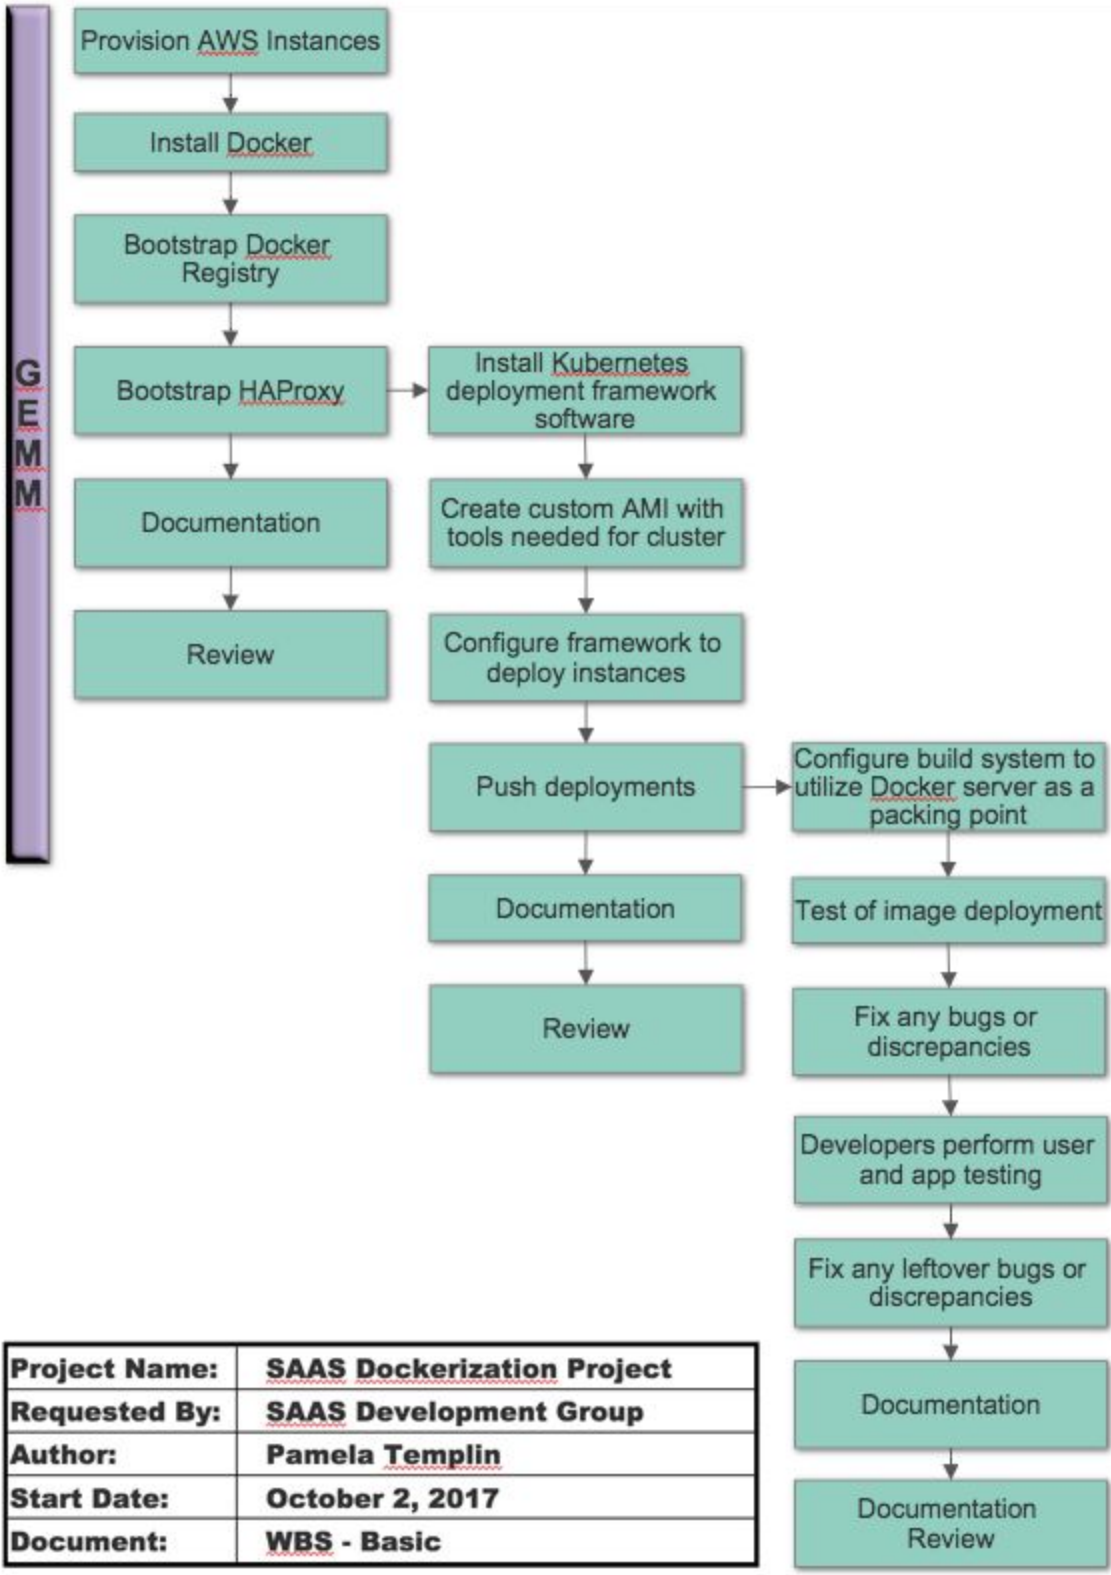 Provision AWS Instances
Install Docker
Bootstrap Docker
Registry
Bootstrap HAProxy
Documentation
Review
G
E
M
M
Install Kubernetes
deployment framework
software
Create custom AMI with
tools needed for cluster
Configure framework to
deploy instances
Push deployments
Documentation
Review
Configure build system to
utilize Docker server as a
packing point
Test of image deployment
Fix any bugs or
discrepancies
Developers perform user
and app testing
Fix any leftover bugs or
discrepancies
Documentation
Documentation
Review
Project Name: SAAS Dockerization Project
Requested By: SAAS Development Group
Author: Pamela Templin
Start Date: October 2, 2017
Document: WBS - Basic